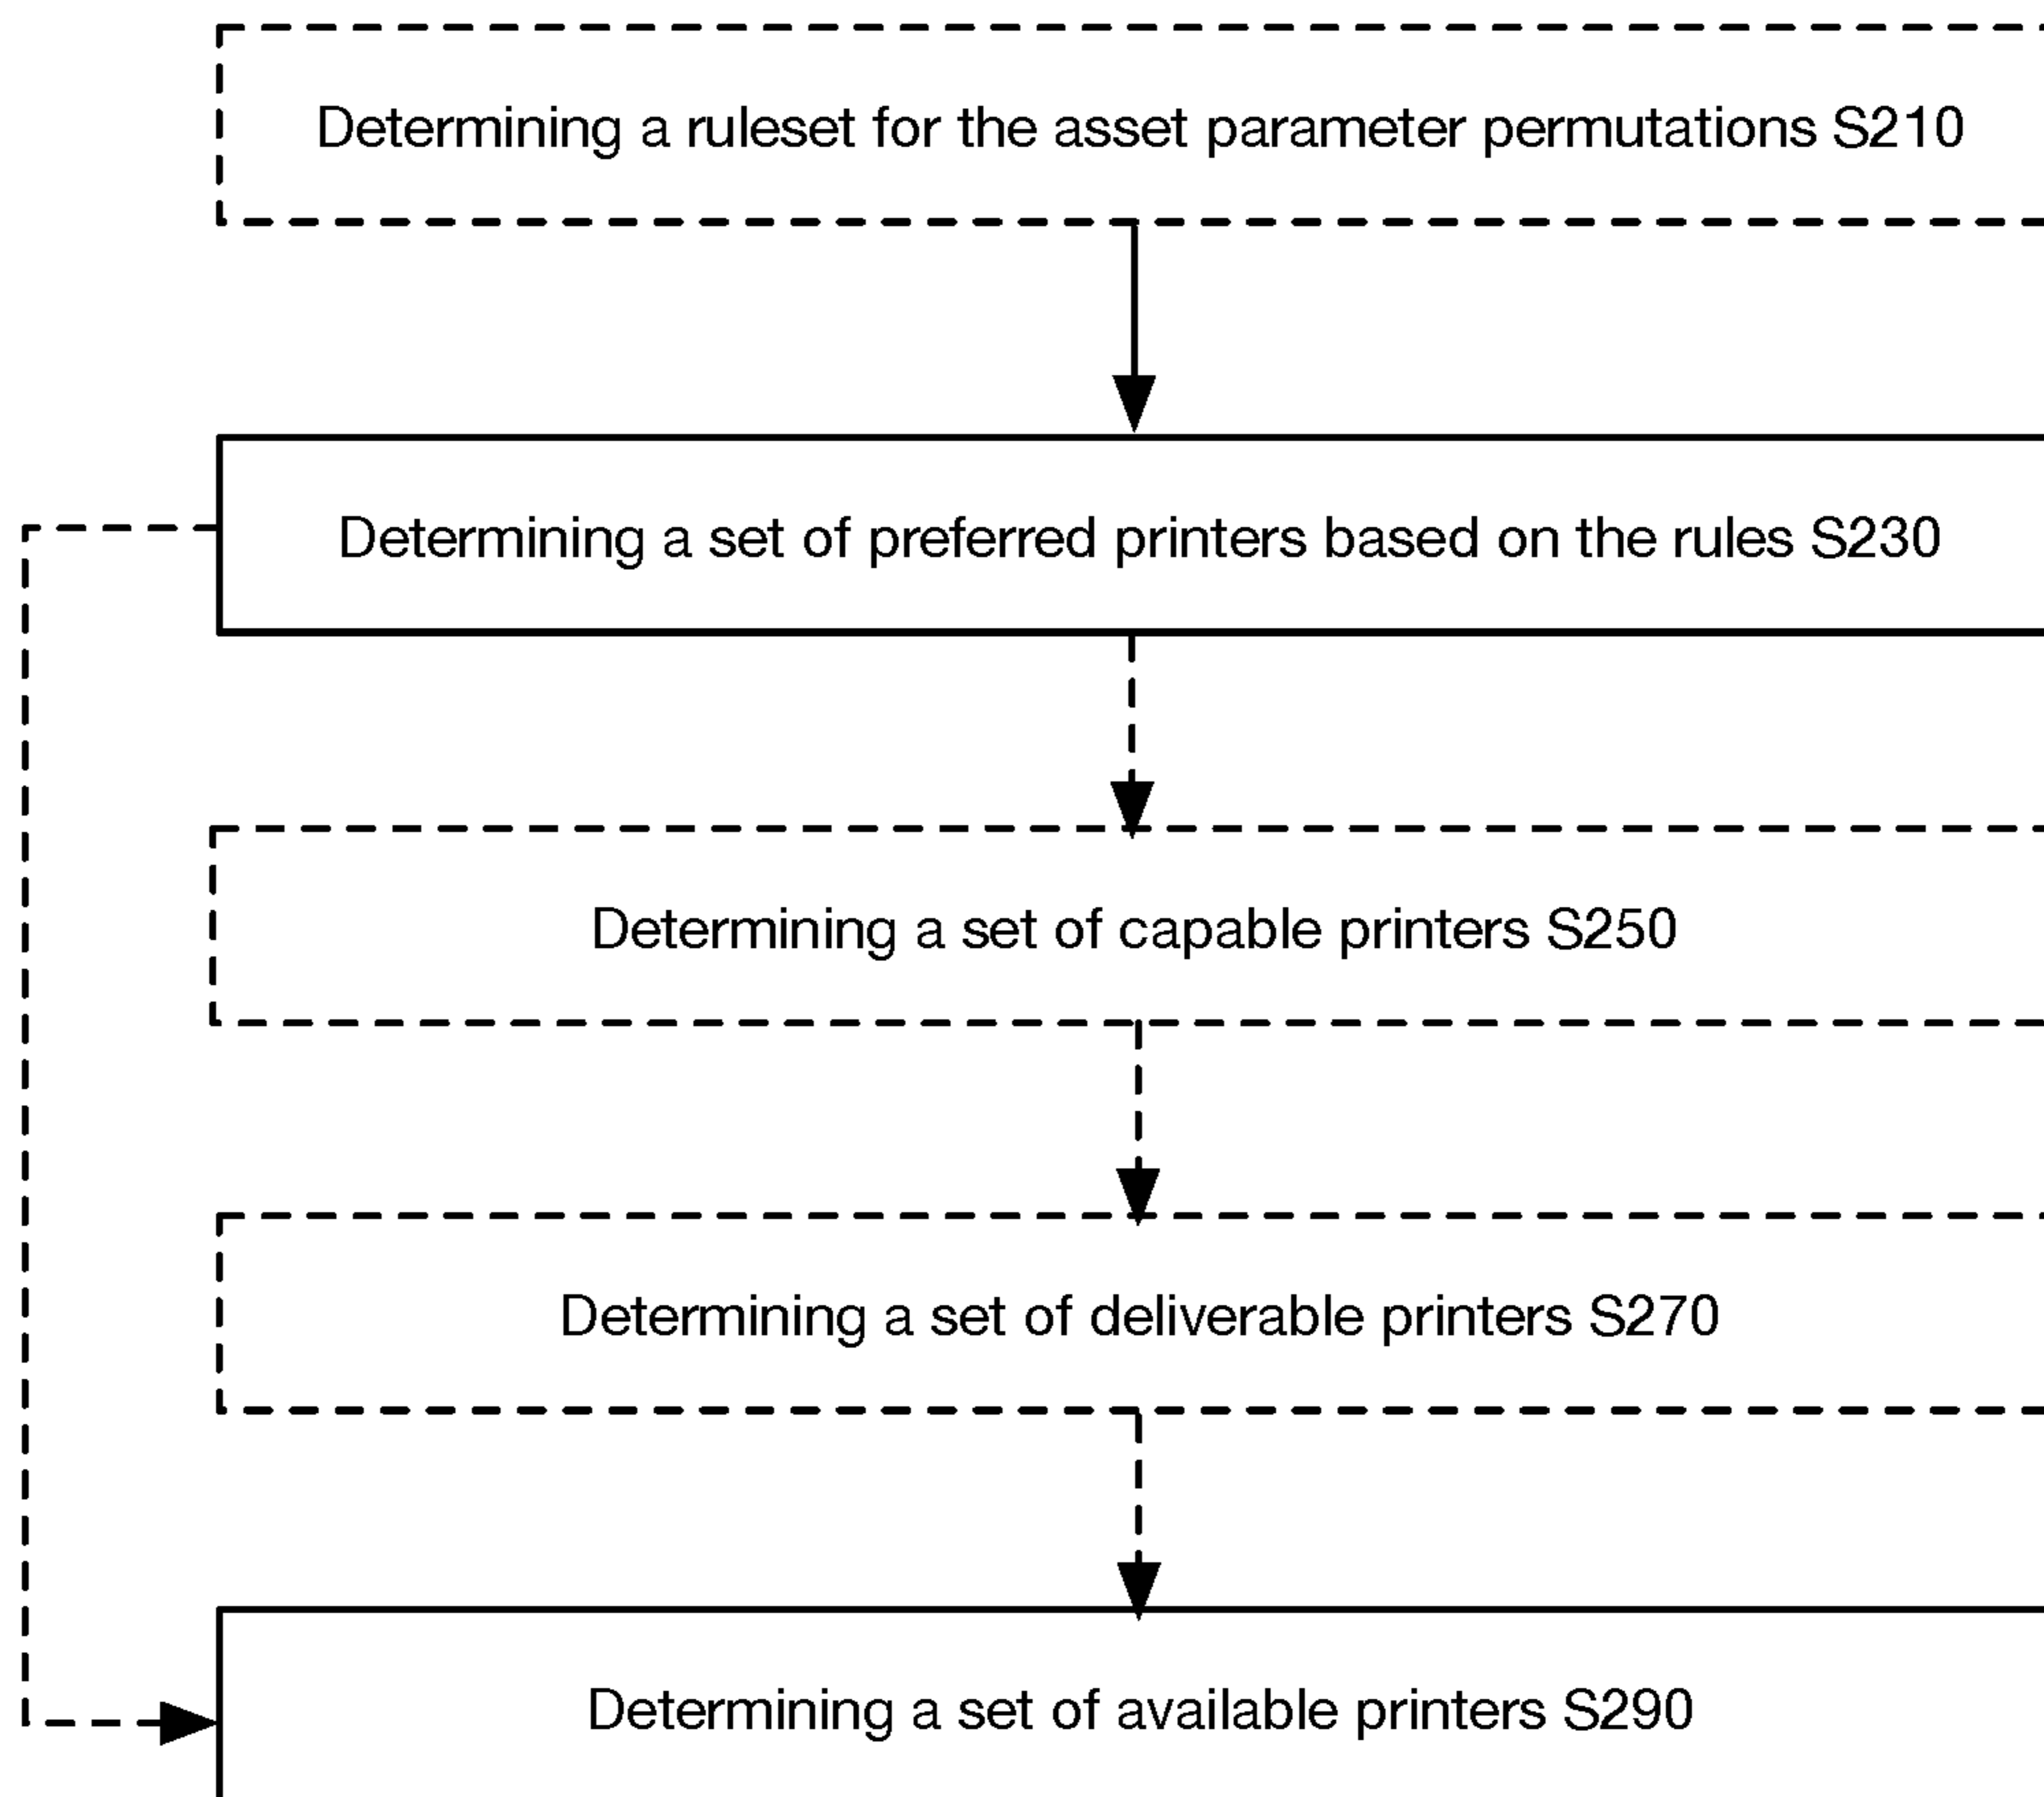 Determining a ruleset for the asset parameter permutations S210
Determining a set of preferred printers based on the rules S230
Determining a set of capable printers S250
Determining a set of deliverable printers S270
Determining a set of available printers S290